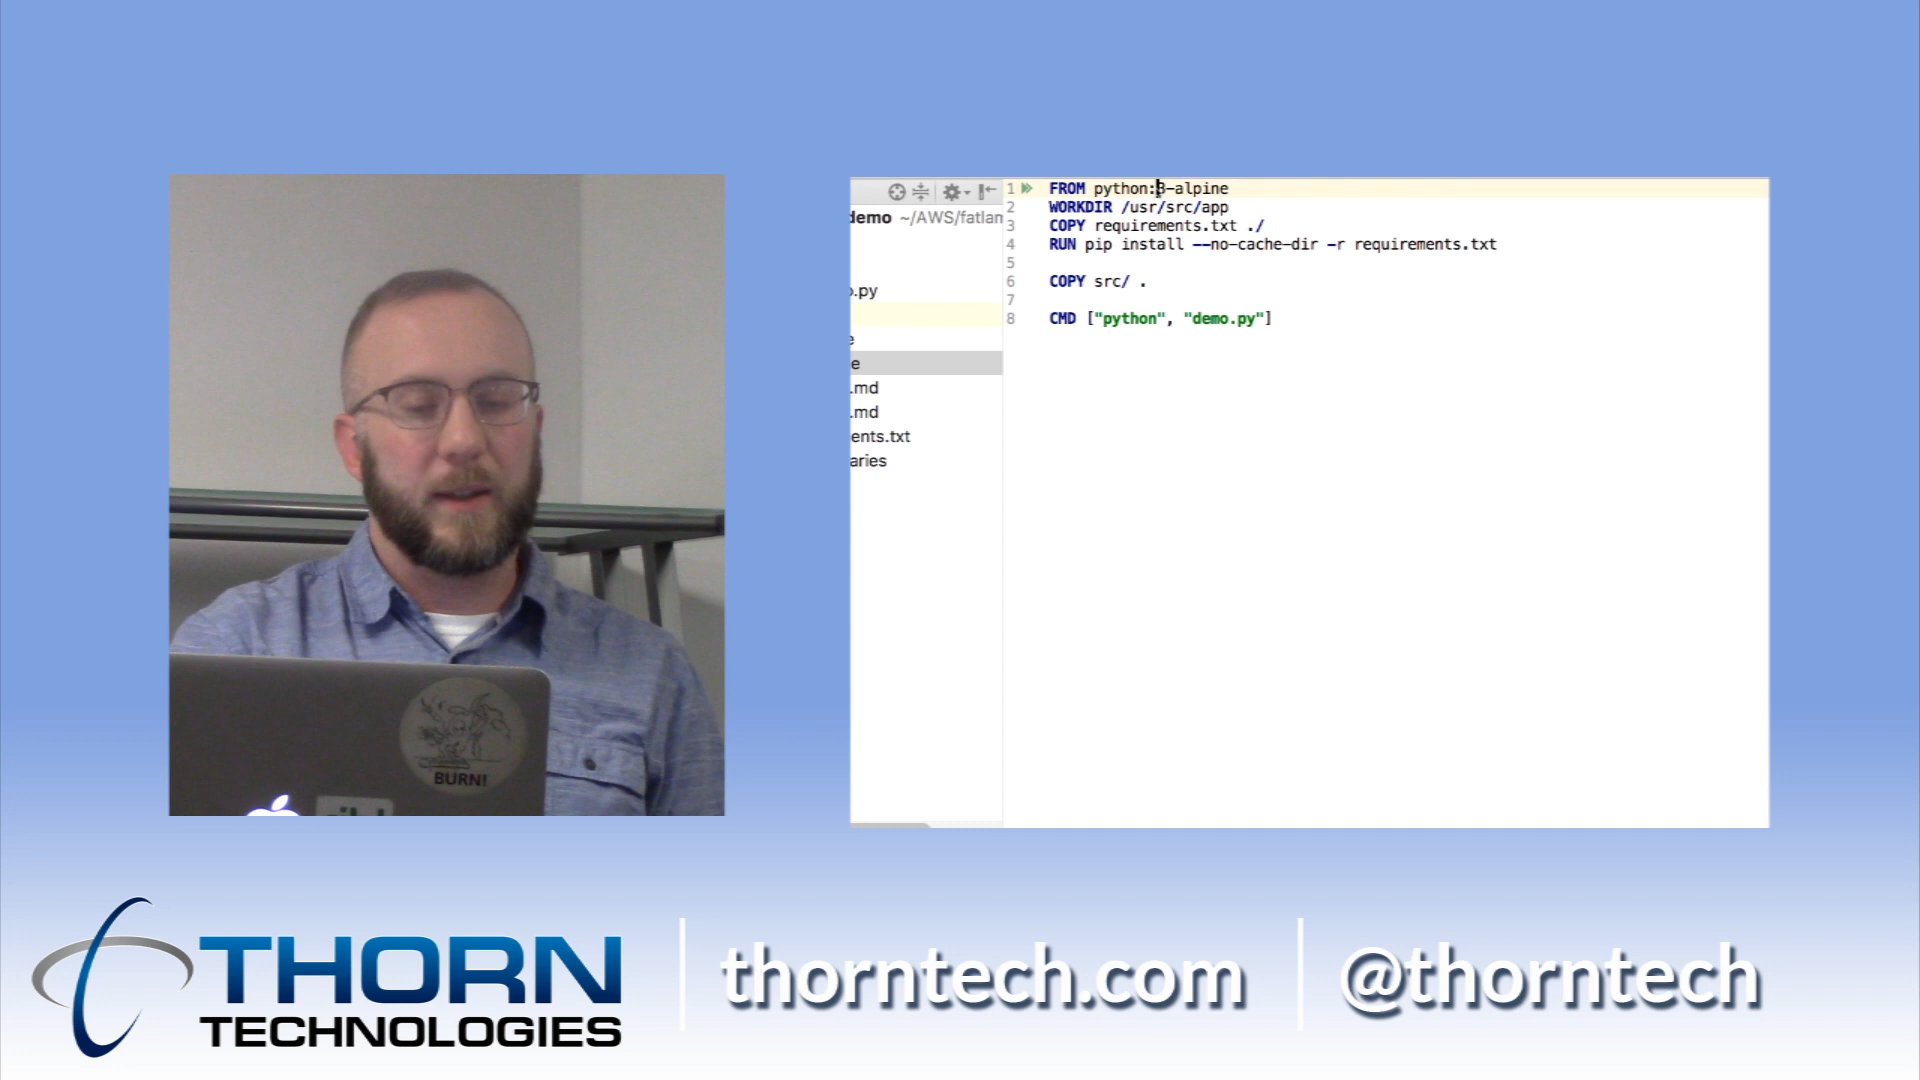 demo ~/AWS/fatlam
o.py
e
e
.md
.md
ents.txt
aries
1 FROM python:3-alpine
2 WORKDIR /usr/src/app
3 COPY requirements.txt ./
4 RUN pip install --no-cache-dir -r requirements.txt
5
6 COPY src/ .
7
8 CMD ["python", "demo.py"]
BURN!
THORN
TECHNOLOGIES
thorntech.com
@thorntech